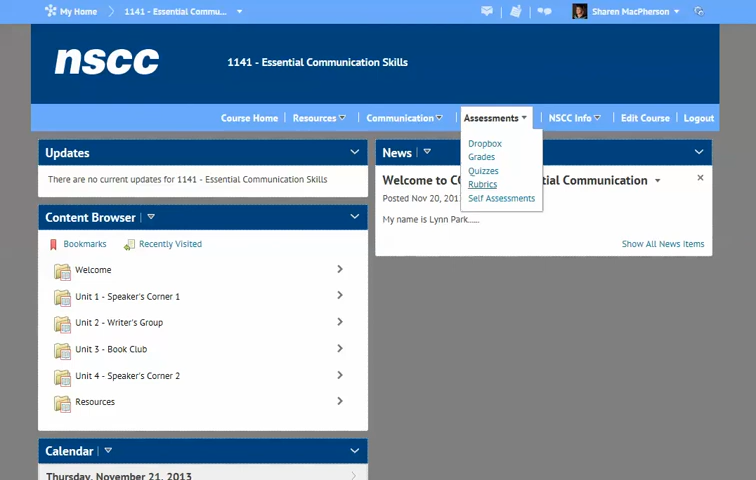 My Home
1141 - Essential Commu...
Sharen MacPherson
nscc
1141 - Essential Communication Skills
Course Home
Resources
Communication
Assessments
NSCC Info
Edit Course
Logout
Dropbox
Grades
Quizzes
Rubrics
Self Assessments
Updates
There are no current updates for 1141 - Essential Communication Skills
Content Browser
Bookmarks
Recently Visited
Welcome
Unit 1 - Speaker's Corner 1
Unit 2 - Writer's Group
Unit 3 - Book Club
Unit 4 - Speaker's Corner 2
Resources
Calendar
Thursday, November 21, 2013
News
Welcome to CO ential Communication
Posted Nov 20, 201
My name is Lynn Park.....
Show All News Items